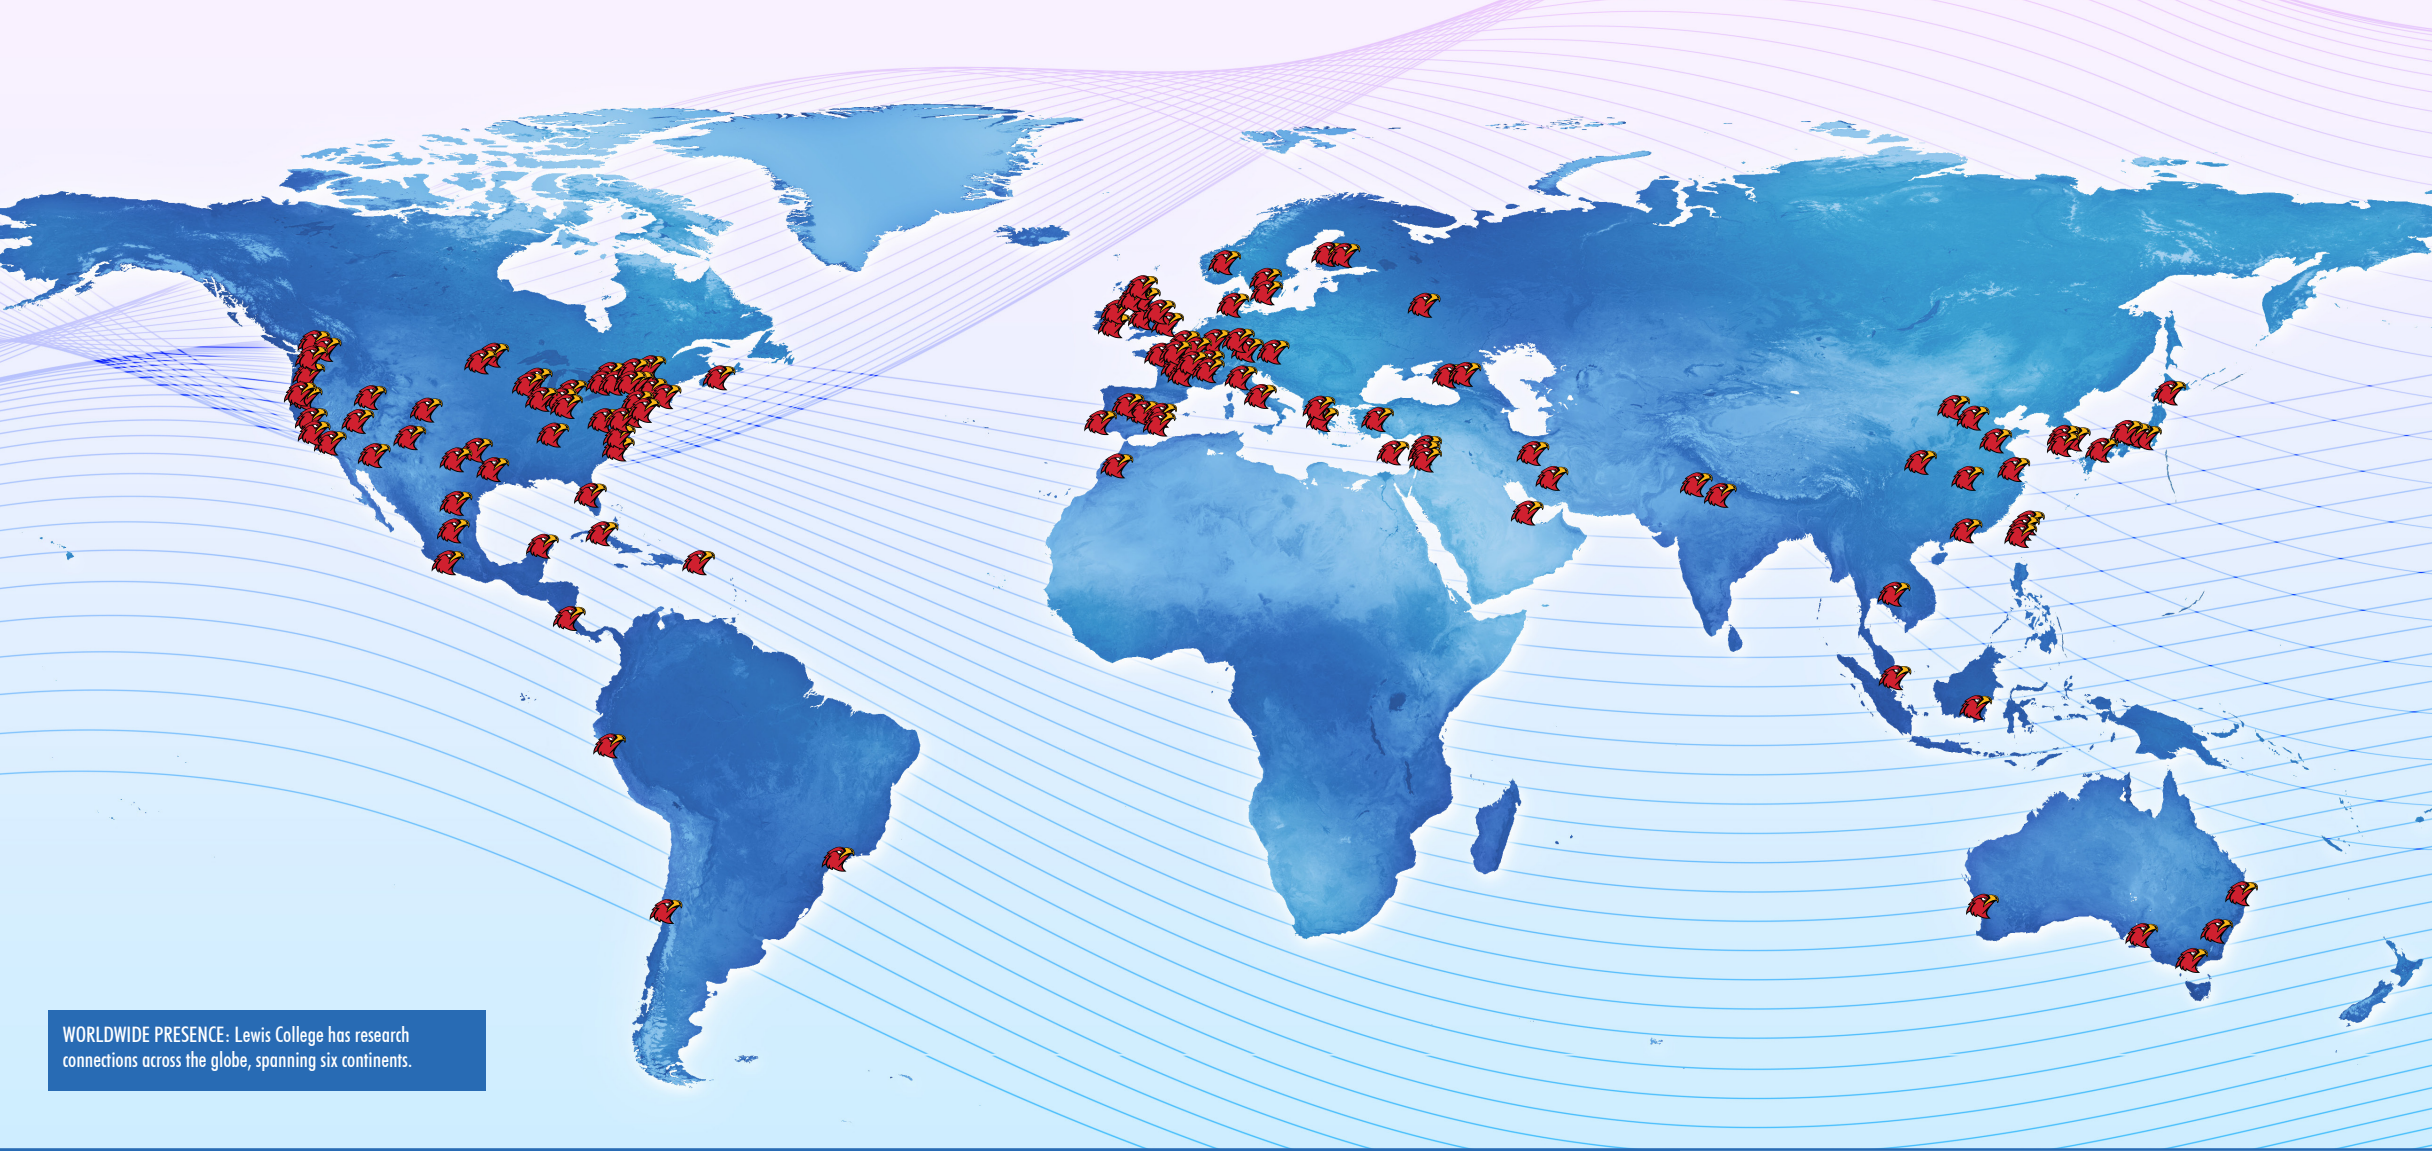 WORLDWIDE PRESENCE: Lewis College has research
connections across the globe, spanning six continents.